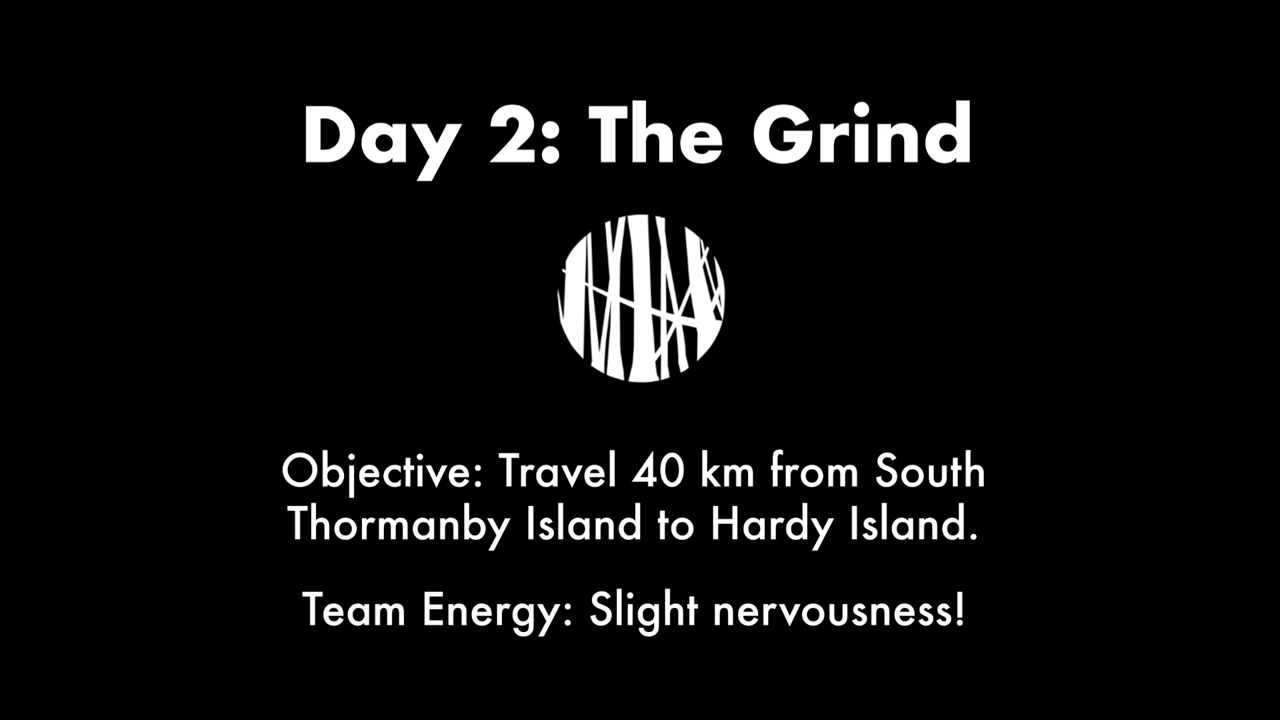 Day 2: The Grind
Objective: Travel 40 km from South
Thormanby Island to Hardy Island.
Team Energy: Slight nervousness!